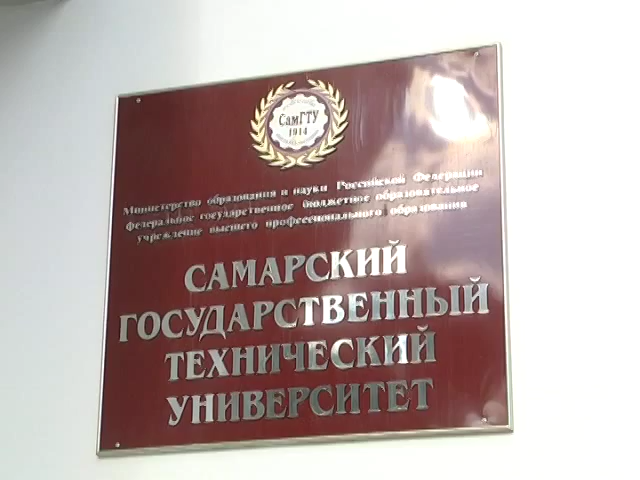 СамГТУ
1914
Министерство образования и науки Российской Федерации
Федеральное государственное бюджетное образовательное
учреждение высшего профессионального образования
САМАРСКИЙ
ГОСУДАРСТВЕННЫЙ
ТЕХНИЧЕСКИЙ
УНИВЕРСИТЕТ